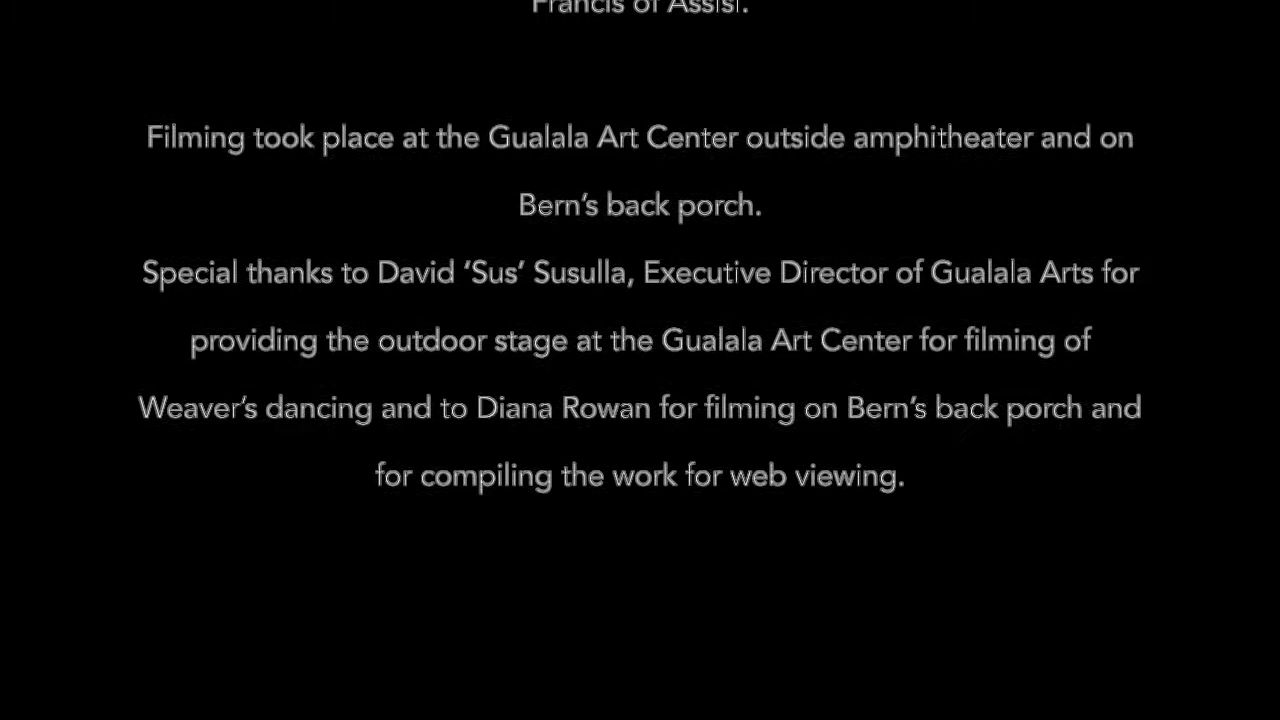 Francis of Assisi.
Filming took place at the Gualala Art Center outside amphitheater and on
Bern’s back porch.
Special thanks to David ‘Sus’ Susulla, Executive Director of Gualala Arts for
providing the outdoor stage at the Gualala Art Center for filming of
Weaver’s dancing and to Diana Rowan for filming on Bern’s back porch and
for compiling the work for web viewing.